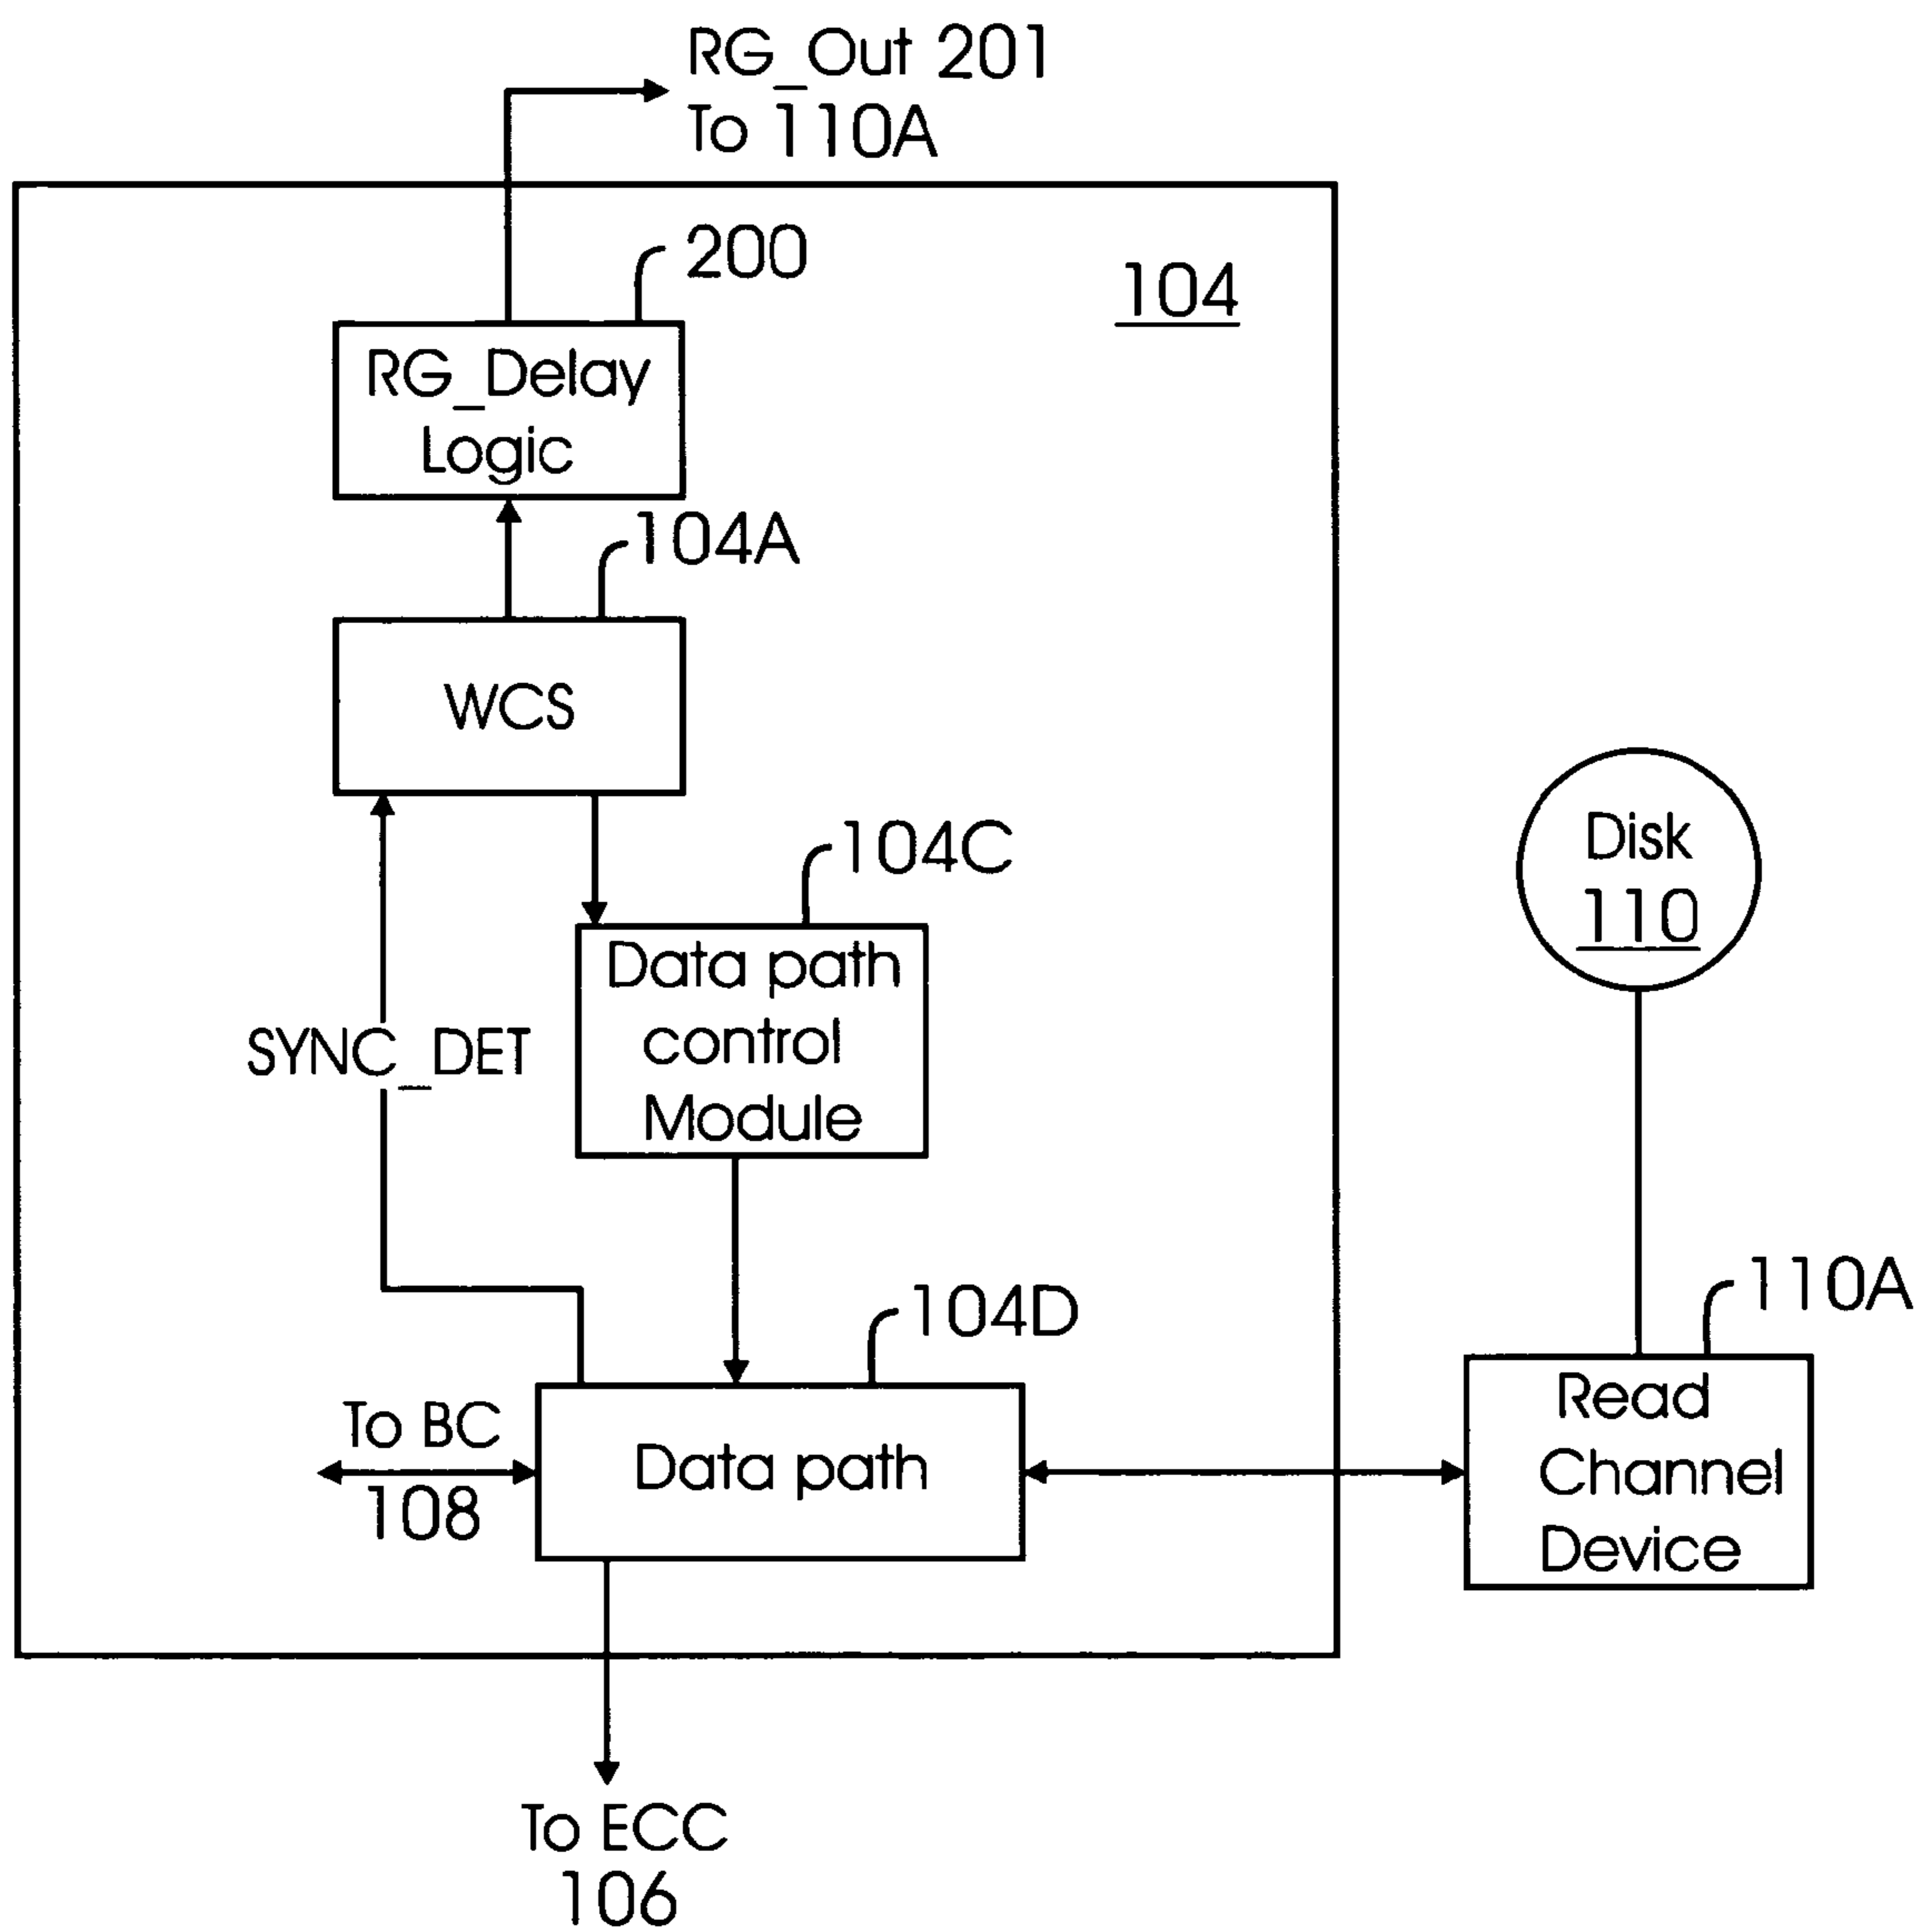 RG_Out 201
To 110A
200
104
RG_Delay
Logic
104A
WCS
104C
Data path
control
Module
SYNC_DET
Disk
110
104D
110A
To BC
108
Data path
Read
Channel
Device
To ECC
106